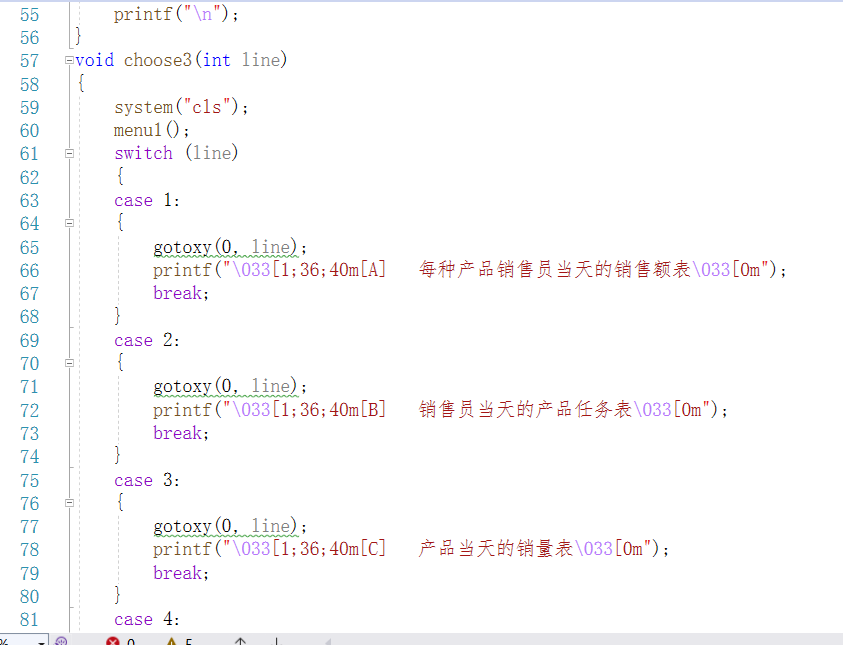 55 printf("\n");
56 }
57 void choose3(int line)
58 {
59 system("cls");
60 menu1();
61 switch (line)
62 {
63 case 1:
64 {
65 gotoxy(0, line);
66 printf("\033[1;36;40m[A] 每种产品销售员当天的销售额表\033[0m");
67 break;
68 }
69 case 2:
70 {
71 gotoxy(0, line);
72 printf("\033[1;36;40m[B] 销售员当天的产品任务表\033[0m");
73 break;
74 }
75 case 3:
76 {
77 gotoxy(0, line);
78 printf("\033[1;36;40m[C] 产品当天的销量表\033[0m");
79 break;
80 }
81 case 4: